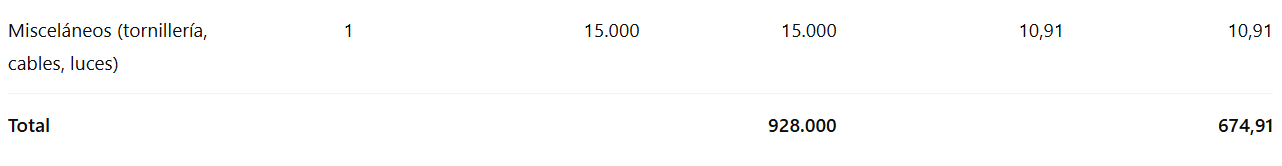 Misceláneos (tornillería, 1 15.000 15.000 10,91 10,91
cables, luces)
Total 928.000 674,91